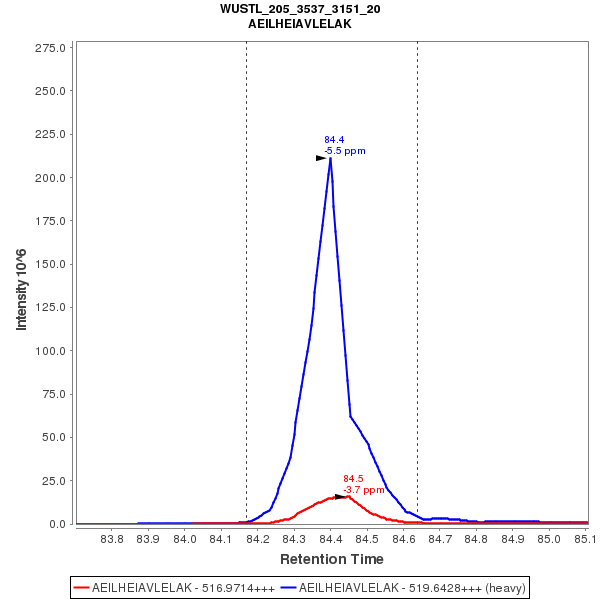 WUSTL_205_3537_3151_20
AEILHEIAVLELAK
275.0
250.0
225.0
200.0
175.0
150.0
125.0
100.0
75.0
50.0
25.0
0.0
Intensity 10^6
84.4
-5.5 ppm
84.5
-3.7 ppm
83.8 83.9 84.0 84.1 84.2 84.3 84.4 84.5 84.6 84.7 84.8 84.9 85.0 85.1
Retention Time
AEILHEIAVLELAK - 516.9714+++ AEILHEIAVLELAK - 519.6428+++ (heavy)